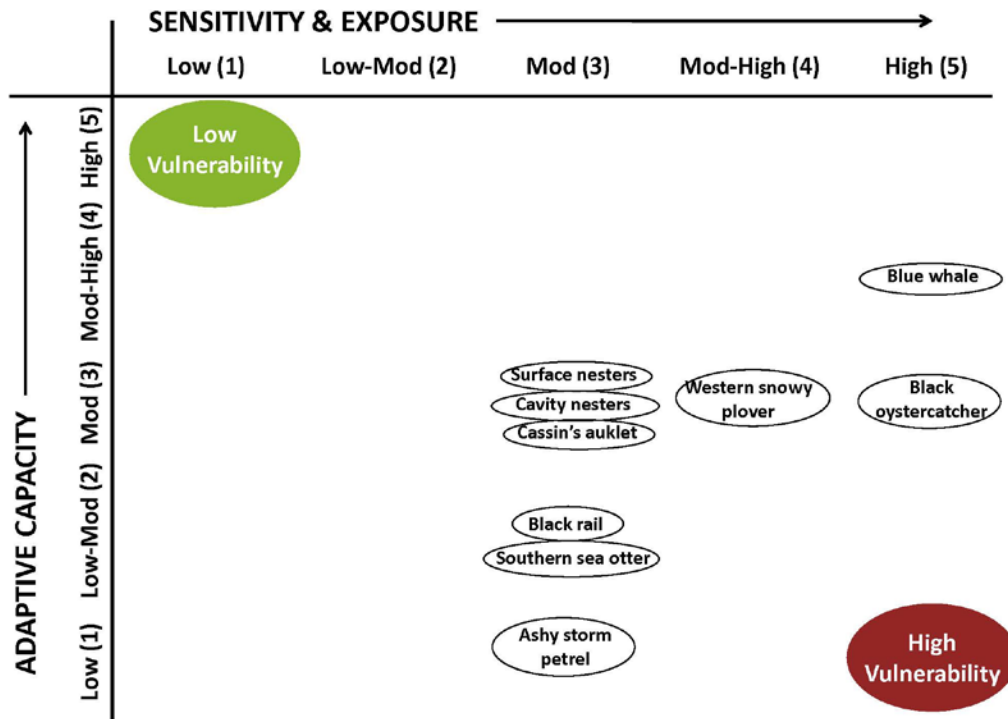 SENSITIVITY & EXPOSURE
Low (1) Low-Mod (2) Mod (3) Mod-High (4) High (5)
ADAPTIVE CAPACITY
High (5)
Mod-High (4)
Mod (3)
Low-Mod (2)
Low (1)
Low
Vulnerability
Blue whale
Surface nesters
Cavity nesters
Cassin's auklet
Western snowy
plover
Black
oystercatcher
Black rail
Southern sea otter
Ashy storm
petrel
High
Vulnerability